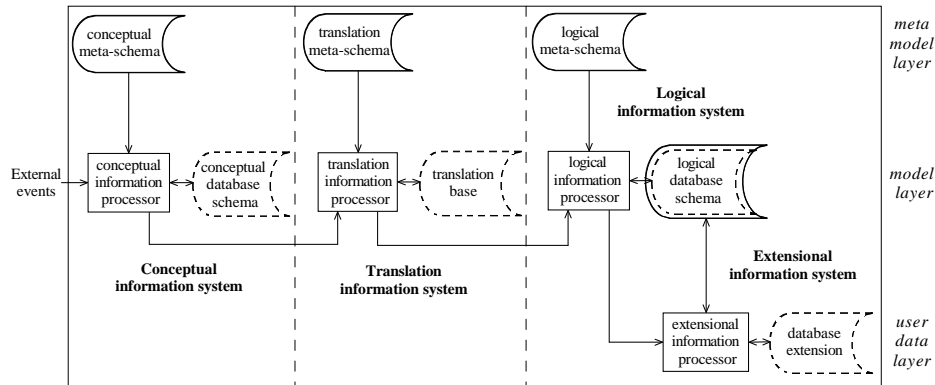 conceptual
meta-schema
translation
meta-schema
logical
meta-schema
meta
model
layer
Logical
information system
External
events
conceptual
information
processor
conceptual
database
schema
translation
information
processor
translation
base
logical
information
processor
logical
database
schema
model
layer
Conceptual
information system
Translation
information system
Extensional
information system
extensional
information
processor
database
extension
user
data
layer